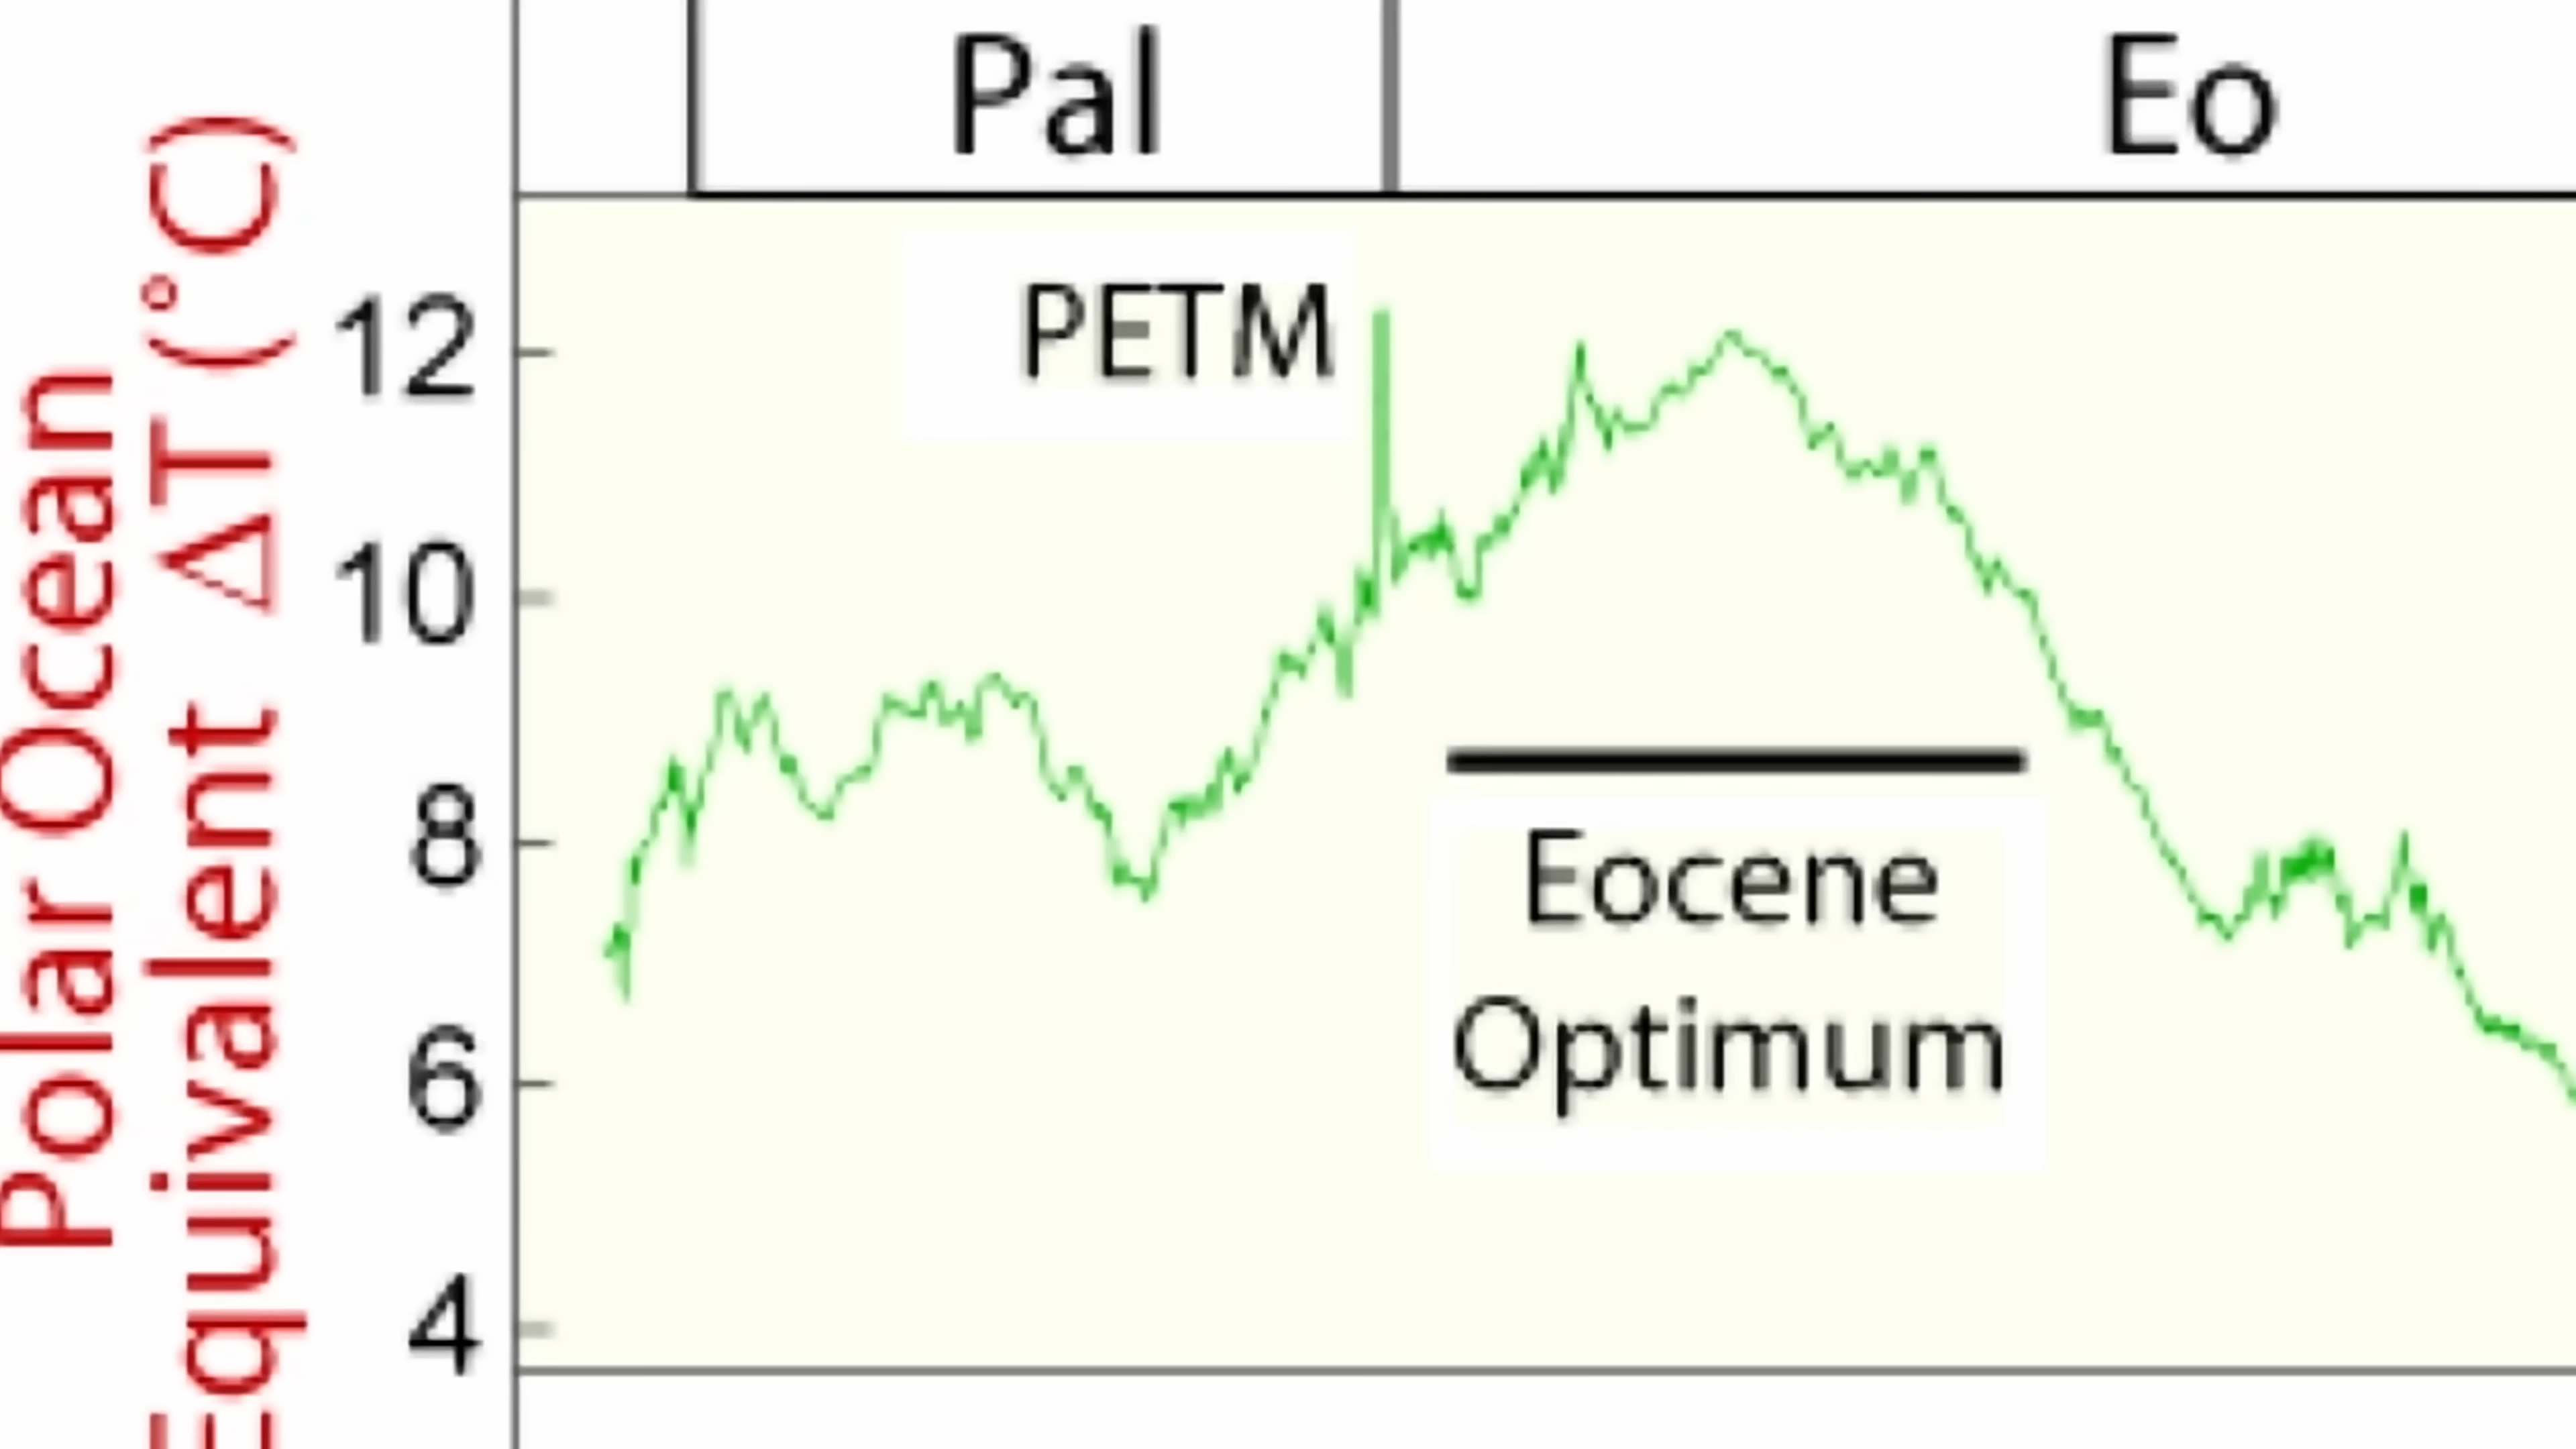 Pal
Eo
Polar Ocean
Equivalent ΔT (°C)
12
10
8
6
4
PETM
Eocene
Optimum